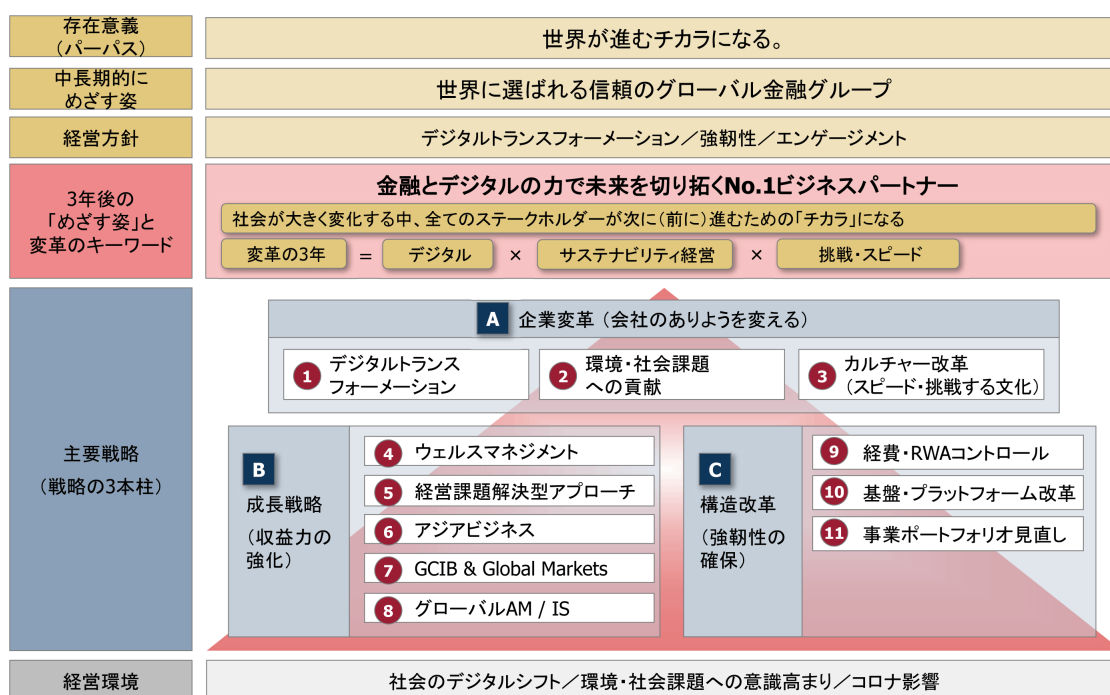 存在意義
(パーパス)
世界が進むチカラになる。
中長期的に
めざす姿
世界に選ばれる信頼のグローバル金融グループ
経営方針
デジタルトランスフォーメーション／強靭性／エンゲージメント
3年後の
「めざす姿」と
変革のキーワード
金融とデジタルの力で未来を切り拓くNo.1ビジネスパートナー
社会が大きく変化する中、全てのステークホルダーが次に(前に)進むための「チカラ」になる
変革の3年 = デジタル × サステナビリティ経営 × 挑戦・スピード
主要戦略
(戦略の3本柱)
A 企業変革 (会社のありようを変える)
1 デジタルトランス
フォーメーション
2 環境・社会課題
への貢献
3 カルチャー改革
(スピード・挑戦する文化)
B
成長戦略
(収益力の
強化)
4 ウェルスマネジメント
5 経営課題解決型アプローチ
6 アジアビジネス
7 GCIB & Global Markets
8 グローバルAM / IS
C
構造改革
(強靭性の
確保)
9 経費・RWAコントロール
10 基盤・プラットフォーム改革
11 事業ポートフォリオ見直し
経営環境
社会のデジタルシフト／環境・社会課題への意識高まり／コロナ影響